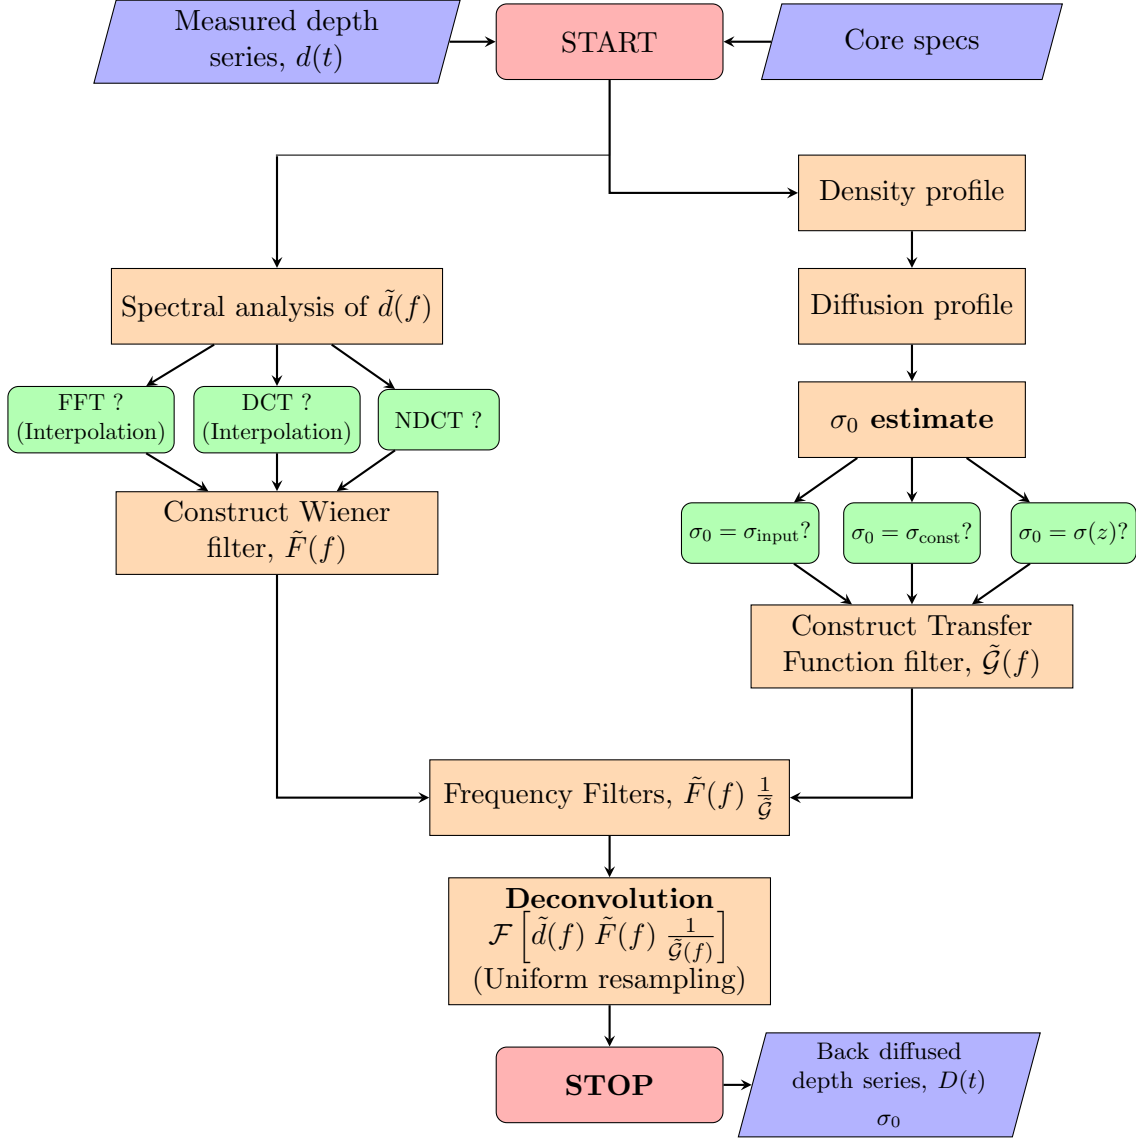 Measured depth
series, d(t)
START
Core specs
Density profile
Spectral analysis of d̃(f)
Diffusion profile
FFT ?
(Interpolation)
DCT ?
(Interpolation)
NDCT ?
σ₀ estimate
Construct Wiener
filter, F̃(f)
σ₀ = σ_input?
σ₀ = σ_const?
σ₀ = σ(z)?
Construct Transfer
Function filter, 𝒢̃(f)
Frequency Filters, F̃(f) 1/𝒢̃
Deconvolution
ℱ [d̃(f) F̃(f) 1/𝒢̃(f)]
(Uniform resampling)
STOP
Back diffused
depth series, D(t)
σ₀